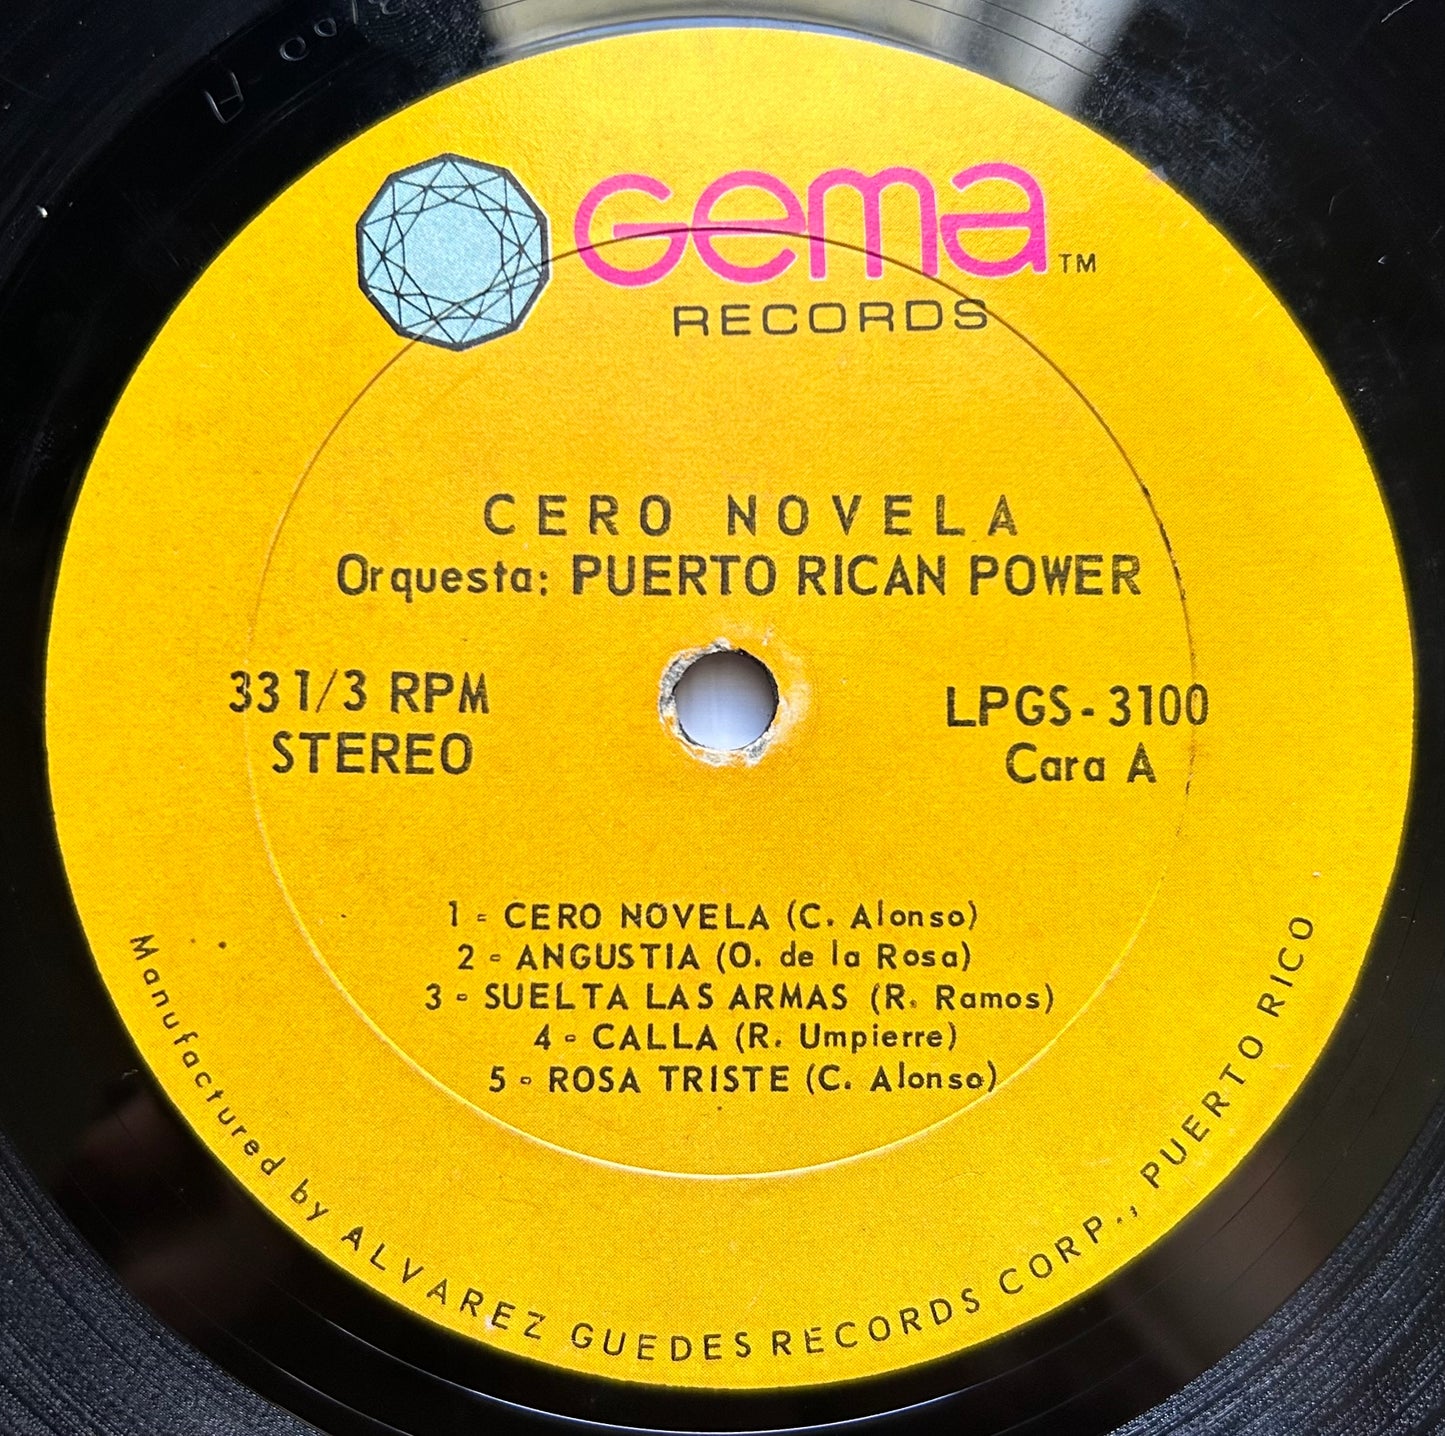 Gema TM
RECORDS
CERO NOVELA
Orquesta: PUERTO RICAN POWER
33 1/3 RPM
STEREO
LPGS - 3100
Cara A
1 - CERO NOVELA (C. Alonso)
2 - ANGUSTIA (O. de la Rosa)
3 - SUELTA LAS ARMAS (R. Ramos)
4 - CALLA (R. Umpierre)
5 - ROSA TRISTE (C. Alonso)
Manufactured by ALVAREZ GUEDES RECORDS CORP., PUERTO RICO